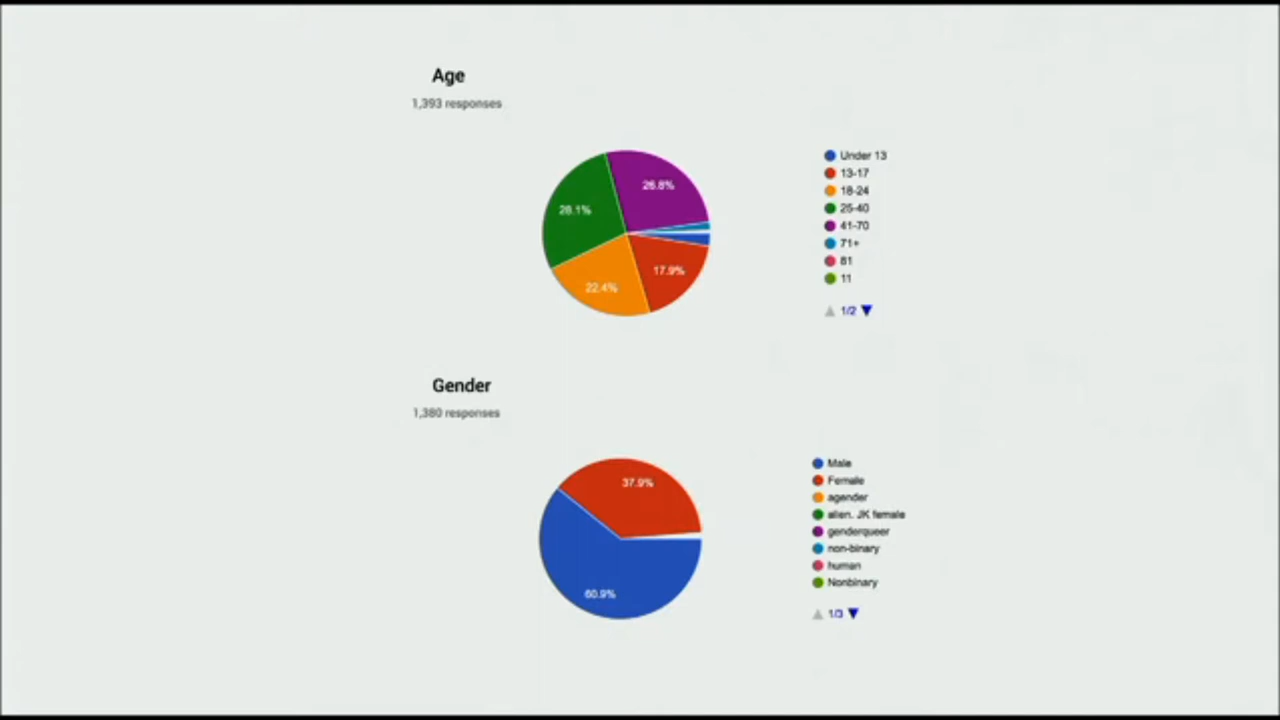 Age
1,393 responses
26.8%
28.1%
17.9%
22.4%
Under 13
13-17
18-24
25-40
41-70
71+
81
11
1/2
Gender
1,380 responses
37.9%
60.9%
Male
Female
agender
alien. JK female
genderqueer
non-binary
human
Nonbinary
1/3